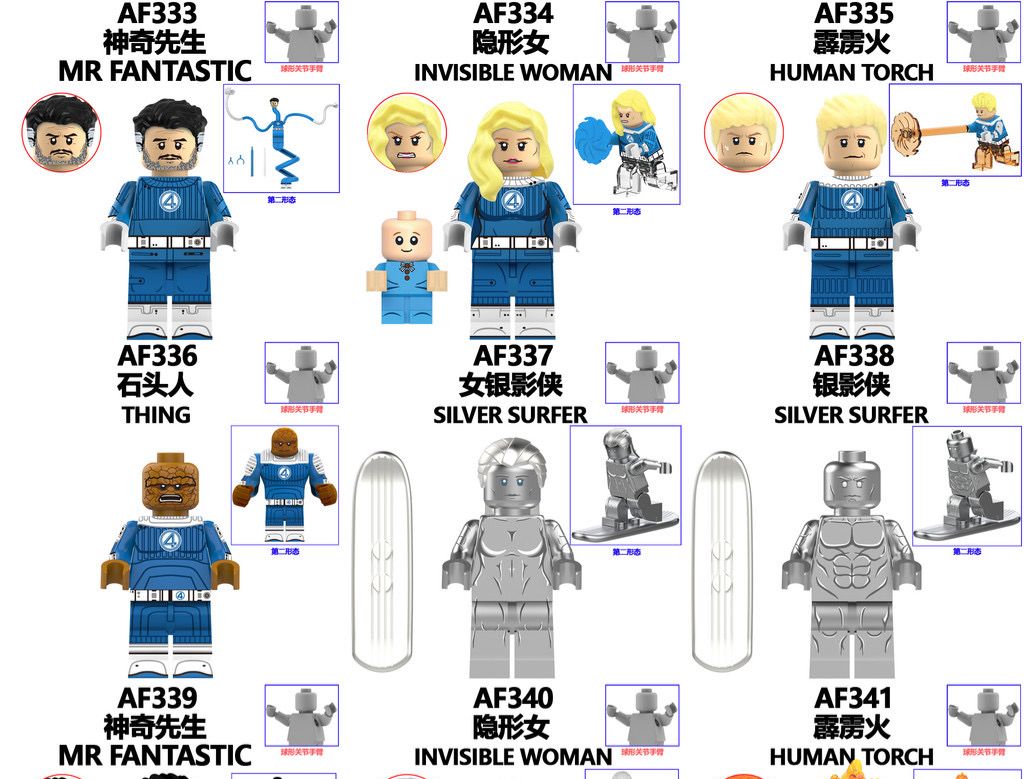 AF333
神奇先生
MR FANTASTIC
球形关节手臂
第二形态
4
AF334
隐形女
INVISIBLE WOMAN
球形关节手臂
第二形态
4
AF335
霹雳火
HUMAN TORCH
球形关节手臂
第二形态
4
AF336
石头人
THING
球形关节手臂
第二形态
4
4
4
AF337
女银影侠
SILVER SURFER
球形关节手臂
第二形态
AF338
银影侠
SILVER SURFER
球形关节手臂
第二形态
AF339
神奇先生
MR FANTASTIC
球形关节手臂
AF340
隐形女
INVISIBLE WOMAN
球形关节手臂
AF341
霹雳火
HUMAN TORCH
球形关节手臂